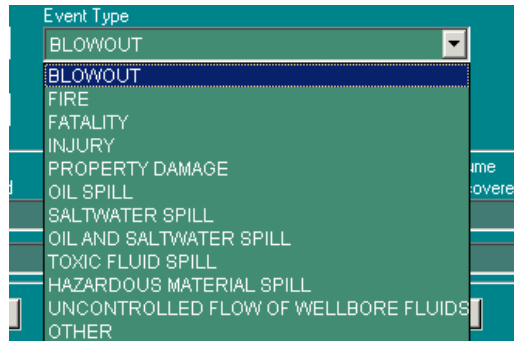 Event Type
BLOWOUT
BLOWOUT
FIRE
FATALITY
INJURY
PROPERTY DAMAGE
OIL SPILL
SALTWATER SPILL
OIL AND SALTWATER SPILL
TOXIC FLUID SPILL
HAZARDOUS MATERIAL SPILL
UNCONTROLLED FLOW OF WELLBORE FLUIDS
OTHER